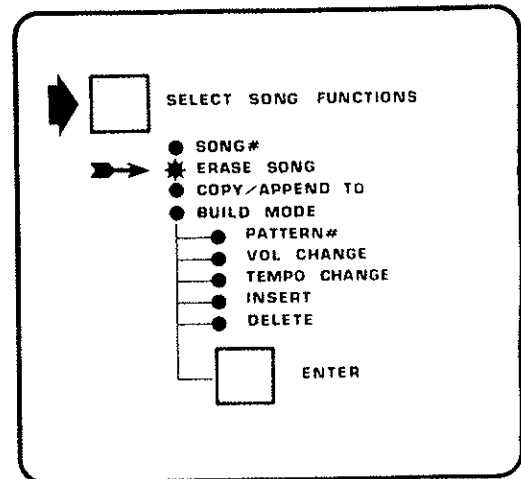 SELECT SONG FUNCTIONS
SONG#
ERASE SONG
COPY/APPEND TO
BUILD MODE
PATTERN#
VOL CHANGE
TEMPO CHANGE
INSERT
DELETE
ENTER